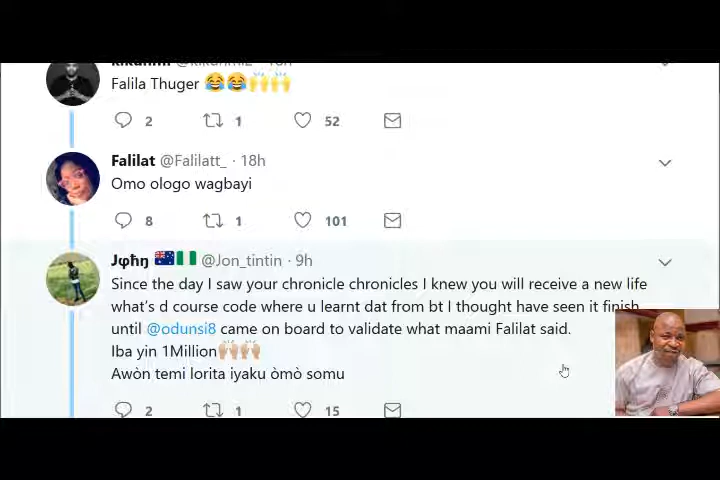 Falila Thuger 😂😂🙌🙌
2 1 52
Falilat @Falilatt_ · 18h
Omo ologo wagbayi
8 1 101
Jφħŋ 🇦🇺🇳🇬 @Jon_tintin · 9h
Since the day I saw your chronicle chronicles I knew you will receive a new life
what's d course code where u learnt dat from bt I thought have seen it finish
until @odunsi8 came on board to validate what maami Falilat said.
Iba yin 1Million🙌🏼🙌🏼
Awòn temi lorita iyaku òmò somu
2 1 15